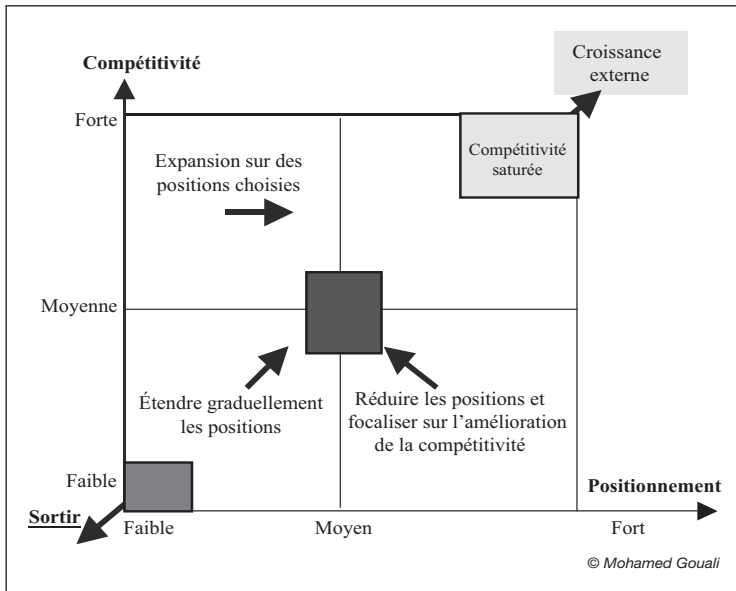 Croissance
externe
Compétitivité
Forte
Compétitivité
saturée
Expansion sur des
positions choisies
Moyenne
Étendre graduellement
les positions
Réduire les positions et
focaliser sur l’amélioration
de la compétitivité
Faible
Positionnement
Sortir
Faible
Moyen
Fort
© Mohamed Gouali